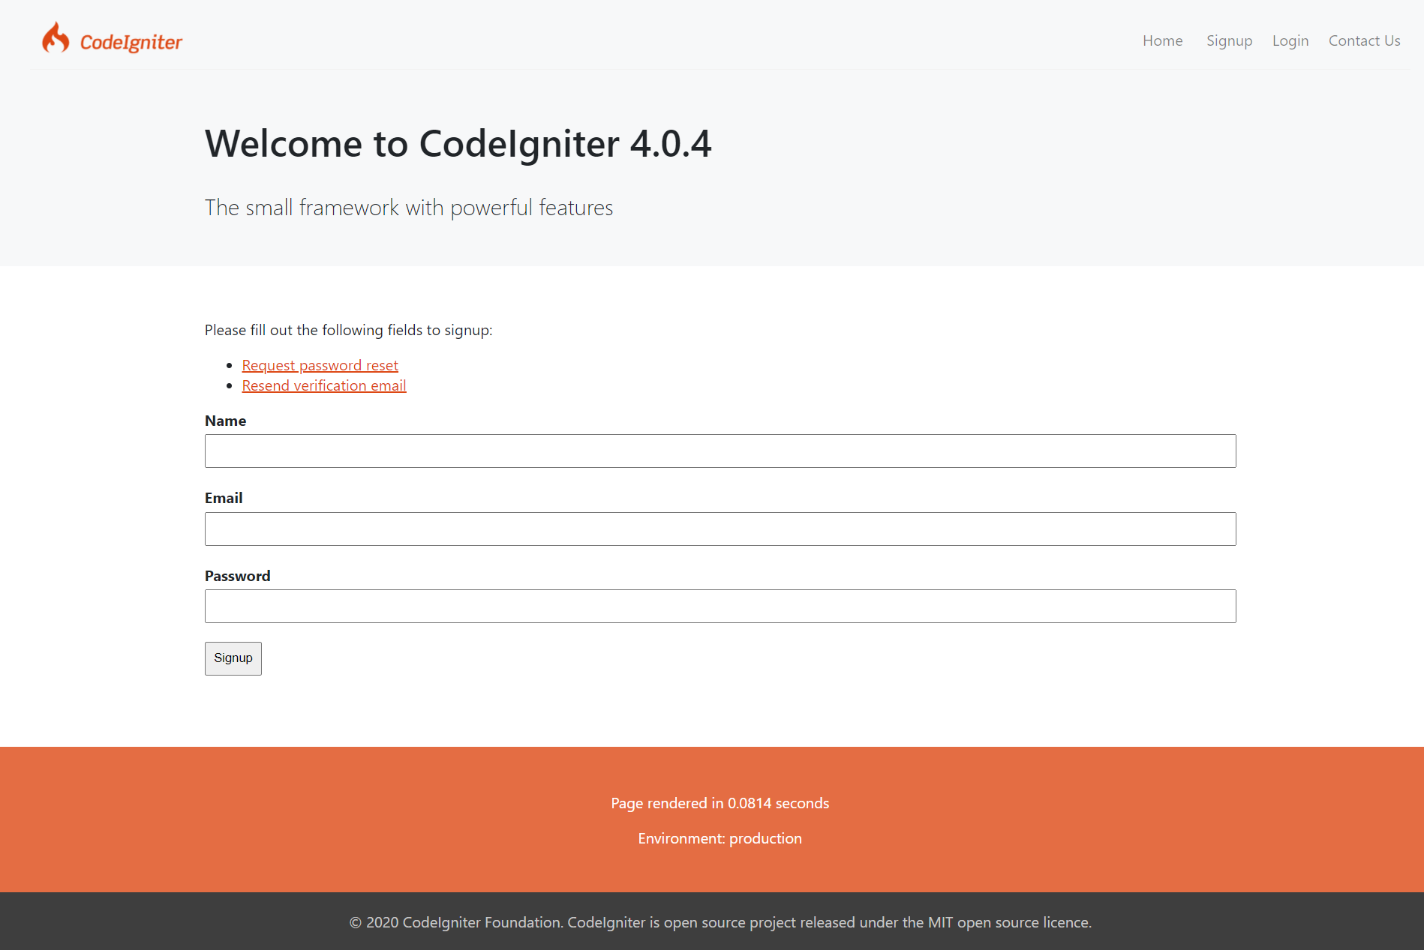 CodeIgniter
Home Signup Login Contact Us
Welcome to CodeIgniter 4.0.4
The small framework with powerful features
Please fill out the following fields to signup:
Request password reset
Resend verification email
Name
Email
Password
Signup
Page rendered in 0.0814 seconds
Environment: production
© 2020 CodeIgniter Foundation. CodeIgniter is open source project released under the MIT open source licence.